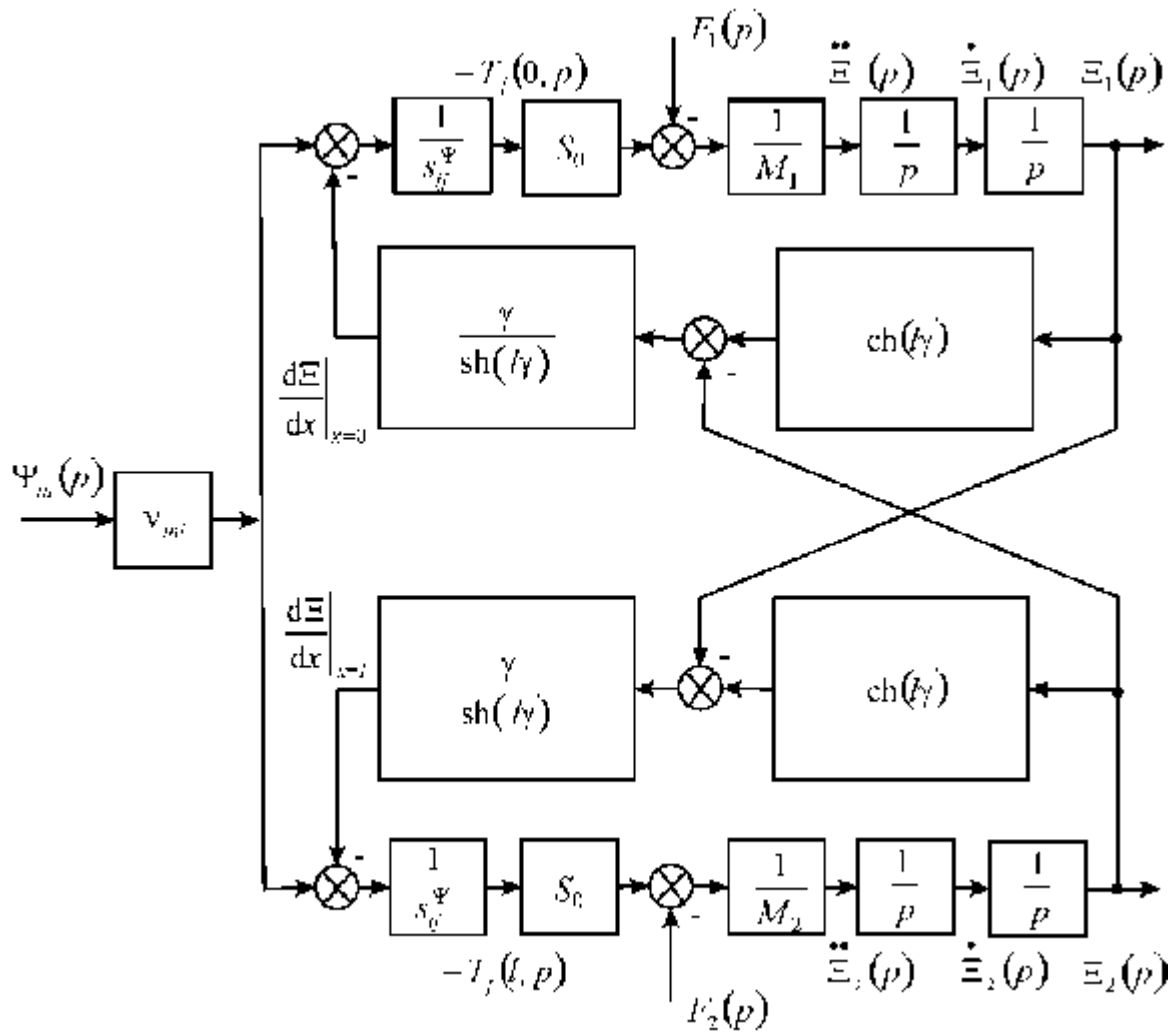 F₁(p)
−T_j(0, p)
Ξ̈ (p)
Ξ̇₁(p)
Ξ₁(p)
1/s_ij^Ψ
S₀
1/M₁
1/p
1/p
-
-
γ/sh(lγ)
ch(lγ)
-
dΞ/dx|ₓ₌₀
Ψ_m(p)
ν_mi
dΞ/dx|ₓ₌ₗ
γ
sh(lγ)
ch(lγ)
-
1/s_ij^Ψ
S₀
1/M₂
1/p
1/p
-
-
−T_j(l, p)
Ξ̈₂(p)
Ξ̇₂(p)
Ξ₂(p)
F₂(p)